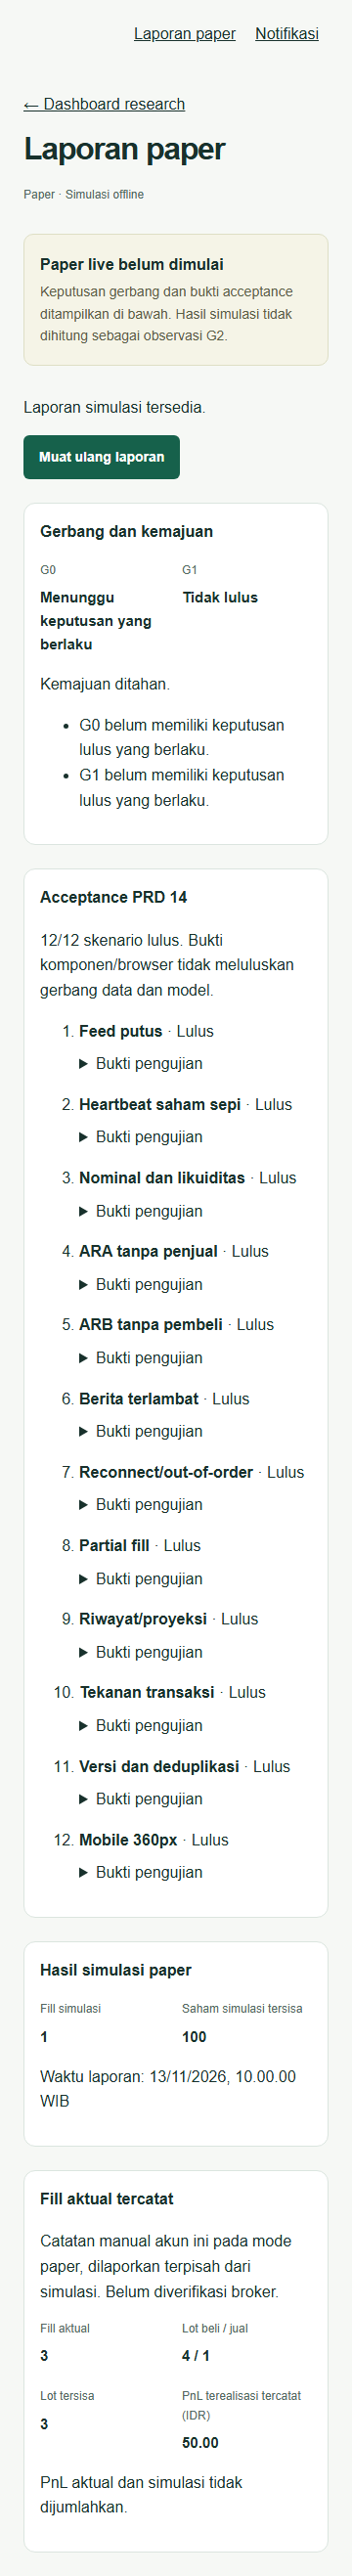 Laporan paper Notifikasi
← Dashboard research
Laporan paper
Paper · Simulasi offline
Paper live belum dimulai
Keputusan gerbang dan bukti acceptance
ditampilkan di bawah. Hasil simulasi tidak
dihitung sebagai observasi G2.
Laporan simulasi tersedia.
Muat ulang laporan
Gerbang dan kemajuan
G0
Menunggu
keputusan yang
berlaku
G1
Tidak lulus
Kemajuan ditahan.
• G0 belum memiliki keputusan
lulus yang berlaku.
• G1 belum memiliki keputusan
lulus yang berlaku.
Acceptance PRD 14
12/12 skenario lulus. Bukti
komponen/browser tidak meluluskan
gerbang data dan model.
1. Feed putus · Lulus
▶ Bukti pengujian
2. Heartbeat saham sepi · Lulus
▶ Bukti pengujian
3. Nominal dan likuiditas · Lulus
▶ Bukti pengujian
4. ARA tanpa penjual · Lulus
▶ Bukti pengujian
5. ARB tanpa pembeli · Lulus
▶ Bukti pengujian
6. Berita terlambat · Lulus
▶ Bukti pengujian
7. Reconnect/out-of-order · Lulus
▶ Bukti pengujian
8. Partial fill · Lulus
▶ Bukti pengujian
9. Riwayat/proyeksi · Lulus
▶ Bukti pengujian
10. Tekanan transaksi · Lulus
▶ Bukti pengujian
11. Versi dan deduplikasi · Lulus
▶ Bukti pengujian
12. Mobile 360px · Lulus
▶ Bukti pengujian
Hasil simulasi paper
Fill simulasi
1
Saham simulasi tersisa
100
Waktu laporan: 13/11/2026, 10.00.00
WIB
Fill aktual tercatat
Catatan manual akun ini pada mode
paper, dilaporkan terpisah dari
simulasi. Belum diverifikasi broker.
Fill aktual
3
Lot beli / jual
4 / 1
Lot tersisa
3
PnL terealisasi tercatat
(IDR)
50.00
PnL aktual dan simulasi tidak
dijumlahkan.